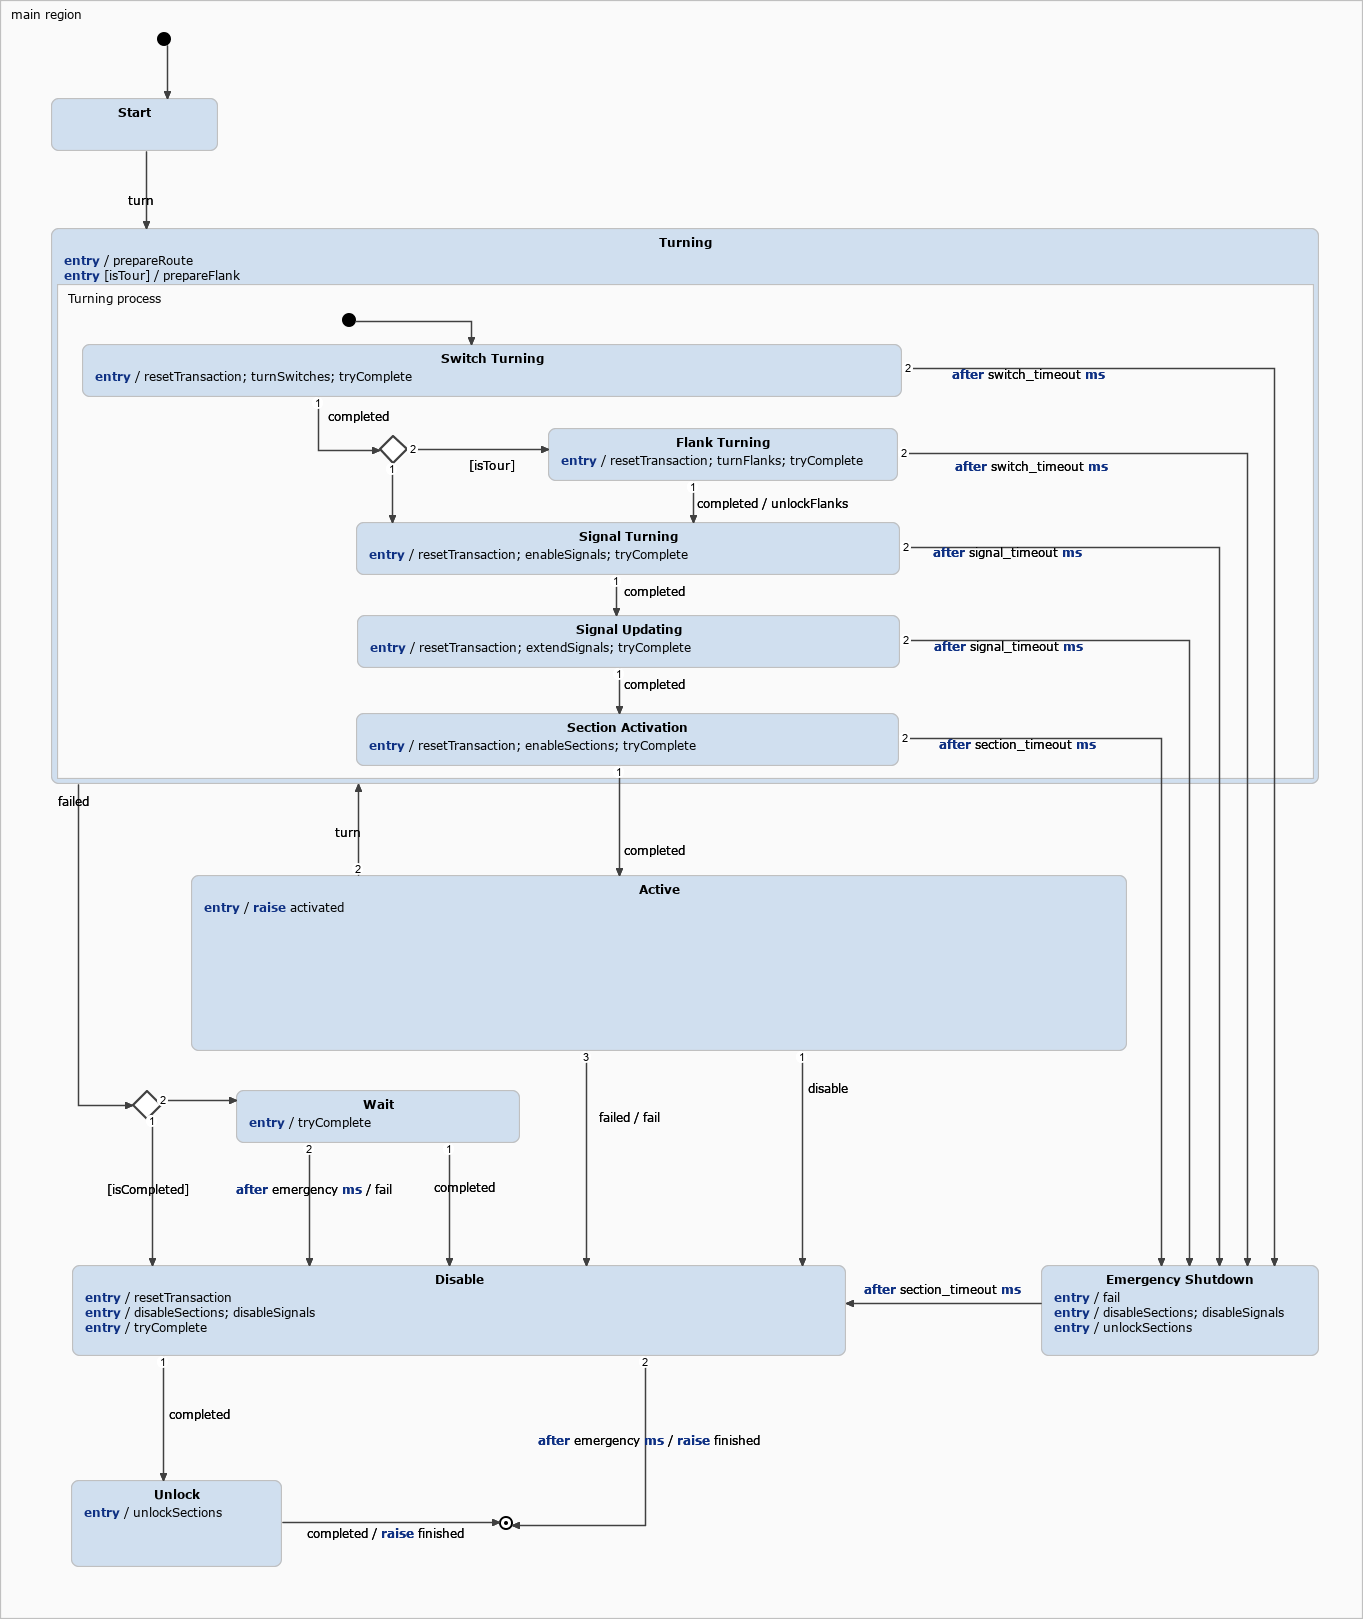 main region
Start
turn
Turning
entry / prepareRoute
entry [isTour] / prepareFlank
Turning process
Switch Turning
entry / resetTransaction; turnSwitches; tryComplete
2
after switch_timeout ms
1
completed
2
[isTour]
1
Flank Turning
entry / resetTransaction; turnFlanks; tryComplete
2
after switch_timeout ms
1
completed / unlockFlanks
Signal Turning
entry / resetTransaction; enableSignals; tryComplete
2
after signal_timeout ms
1
completed
Signal Updating
entry / resetTransaction; extendSignals; tryComplete
2
after signal_timeout ms
1
completed
Section Activation
entry / resetTransaction; enableSections; tryComplete
2
after section_timeout ms
1
completed
failed
turn
2
Active
entry / raise activated
3
failed / fail
1
disable
2
1
[isCompleted]
Wait
entry / tryComplete
2
after emergency ms / fail
1
completed
Disable
entry / resetTransaction
entry / disableSections; disableSignals
entry / tryComplete
after section_timeout ms
Emergency Shutdown
entry / fail
entry / disableSections; disableSignals
entry / unlockSections
1
completed
2
after emergency ms / raise finished
Unlock
entry / unlockSections
completed / raise finished